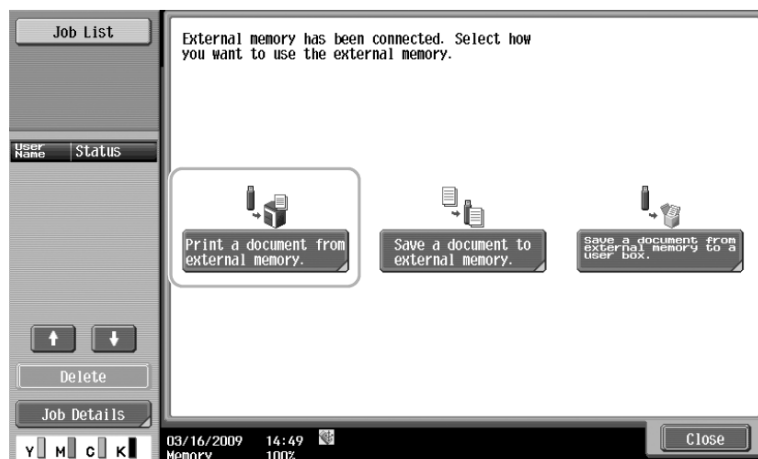 Job List
External memory has been connected. Select how
you want to use the external memory.
User
Name
Status
Print a document from
external memory.
Save a document to
external memory.
Save a document from
external memory to a
user box.
Delete
Job Details
Y M C K
03/16/2009 14:49
Memory 100%
Close